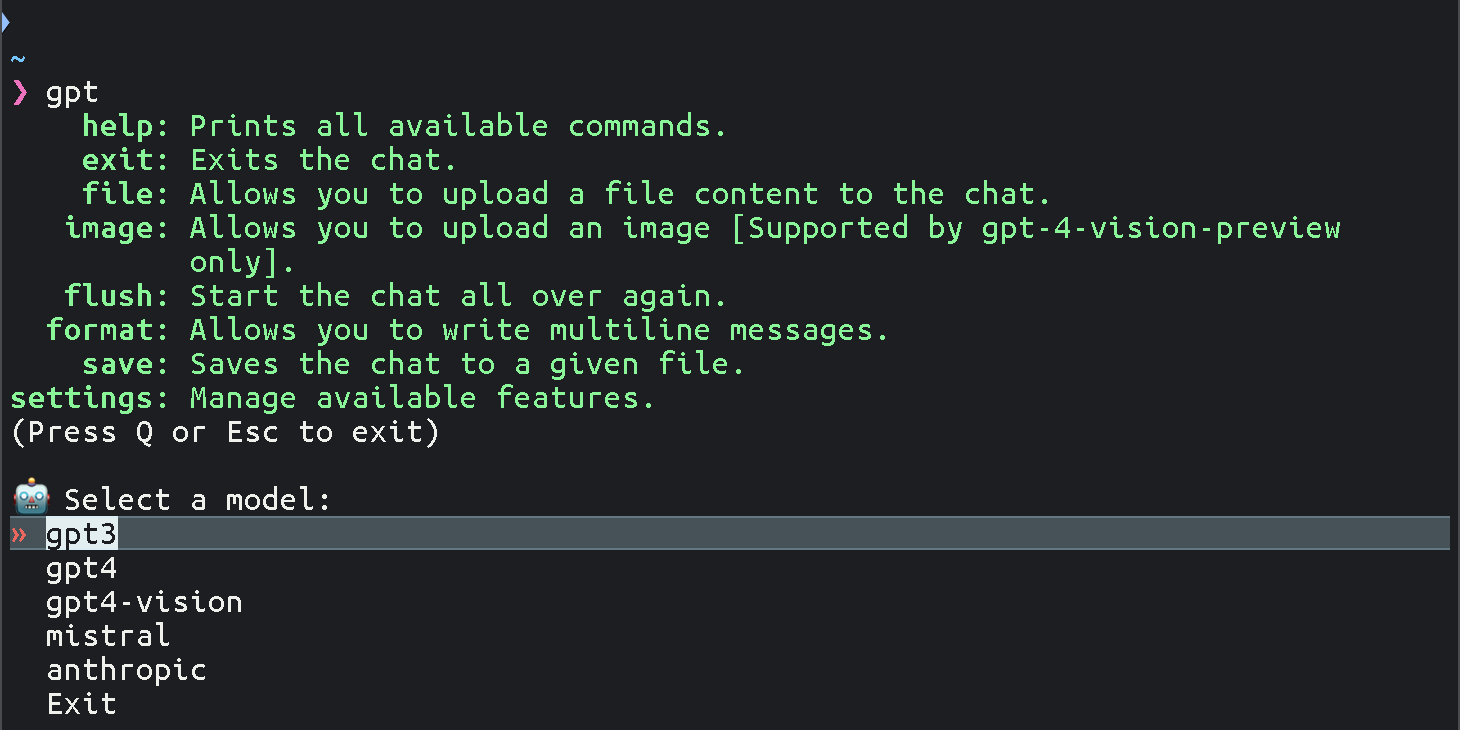 ~
❯ gpt
help: Prints all available commands.
exit: Exits the chat.
file: Allows you to upload a file content to the chat.
image: Allows you to upload an image [Supported by gpt-4-vision-preview
only].
flush: Start the chat all over again.
format: Allows you to write multiline messages.
save: Saves the chat to a given file.
settings: Manage available features.
(Press Q or Esc to exit)
🤖 Select a model:
» gpt3
gpt4
gpt4-vision
mistral
anthropic
Exit